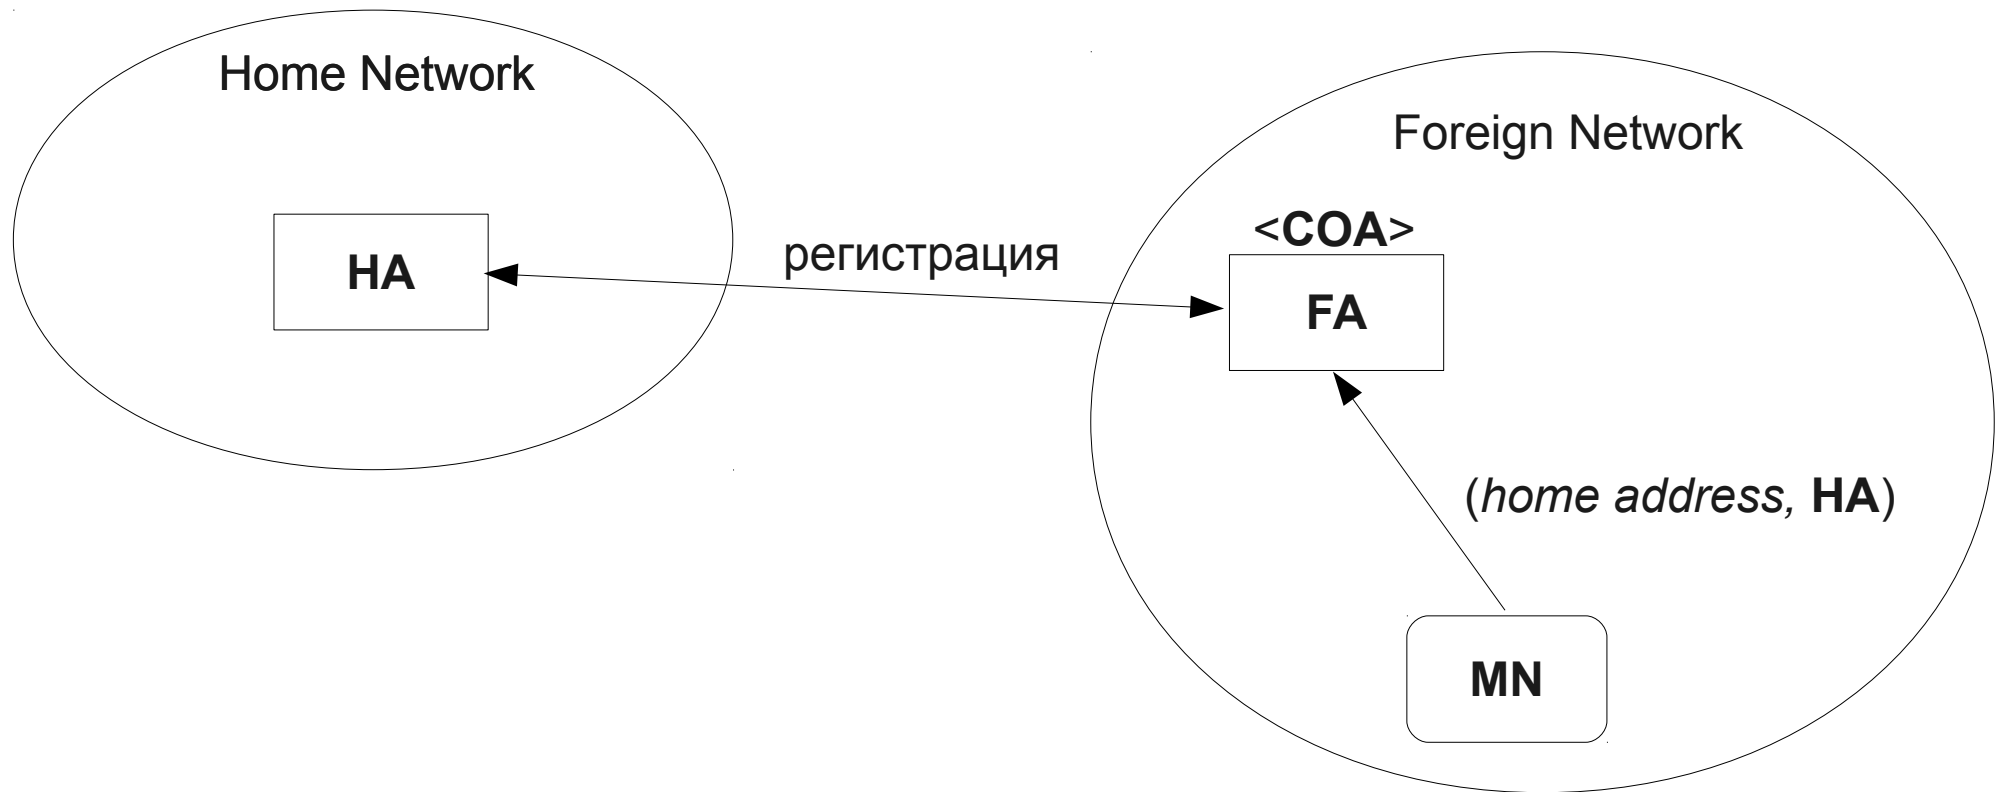 Home Network
Foreign Network
<COA>
регистрация
HA
FA
(home address, HA)
MN